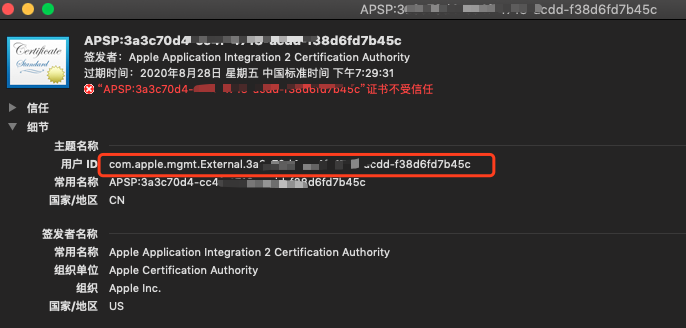 APSP:3a3c70d4- cdd-f38d6fd7b45c
Certificate
Standard
APSP:3a3c70d4- -f38d6fd7b45c
签发者：Apple Application Integration 2 Certification Authority
过期时间：2020年8月28日 星期五 中国标准时间 下午7:29:31
“APSP:3a3c70d4- -f38d6fd7b45c”证书不受信任
信任
细节
主题名称
用户 ID com.apple.mgmt.External.3a cdd-f38d6fd7b45c
常用名称 APSP:3a3c70d4-cc4 f38d6fd7b45c
国家/地区 CN
签发者名称
常用名称 Apple Application Integration 2 Certification Authority
组织单位 Apple Certification Authority
组织 Apple Inc.
国家/地区 US